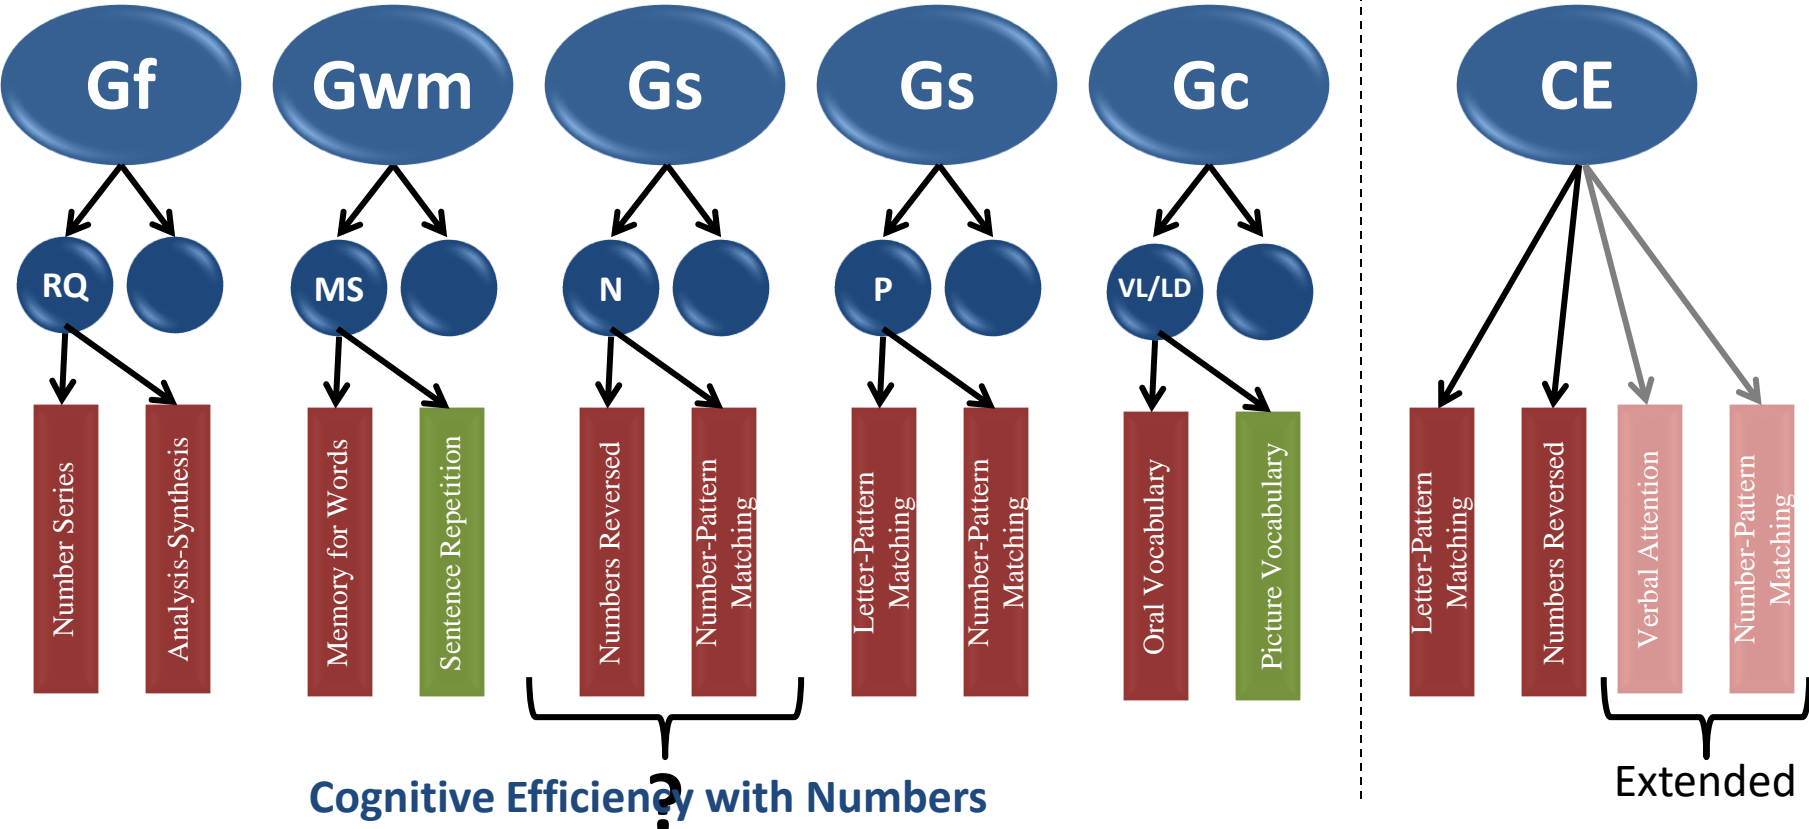 Gf
Gwm
Gs
Gs
Gc
CE
RQ
MS
N
P
VL/LD
Number Series
Analysis-Synthesis
Memory for Words
Sentence Repetition
Numbers Reversed
Number-Pattern
Matching
Letter-Pattern
Matching
Number-Pattern
Matching
Oral Vocabulary
Picture Vocabulary
Letter-Pattern
Matching
Numbers Reversed
Verbal Attention
Number-Pattern
Matching
?
Cognitive Efficiency with Numbers
Extended